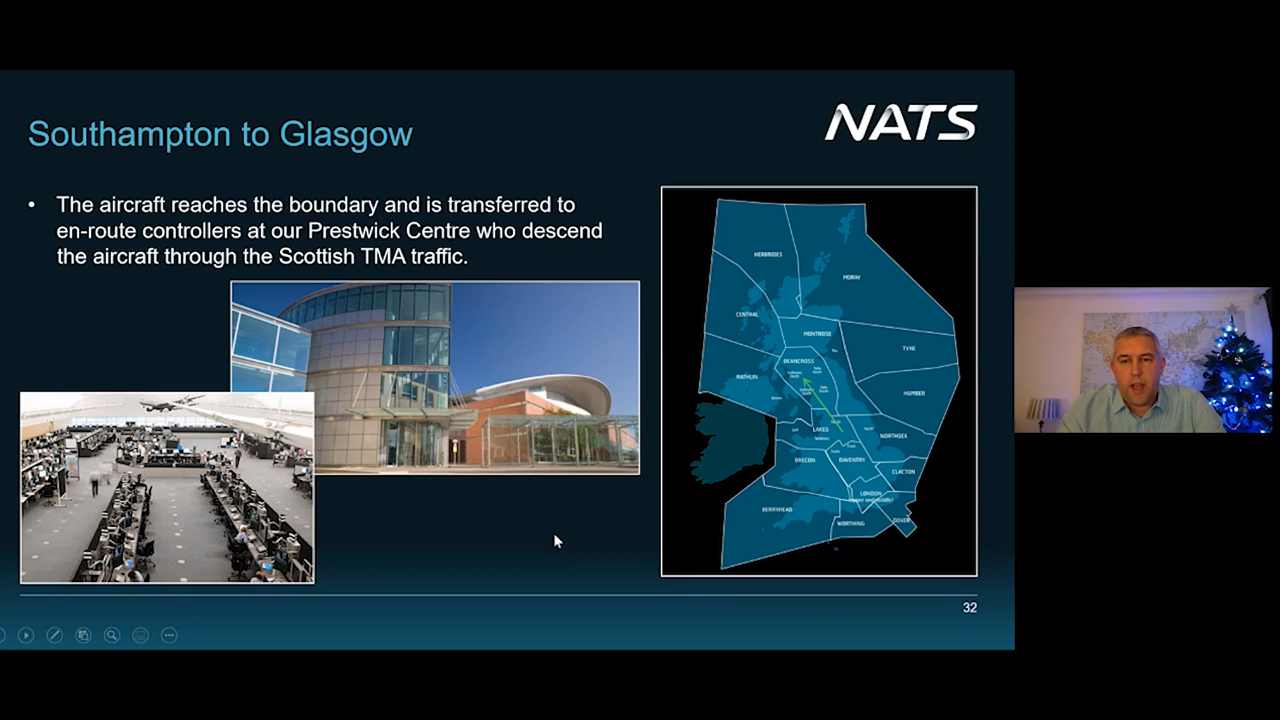 Southampton to Glasgow
NATS
• The aircraft reaches the boundary and is transferred to
en-route controllers at our Prestwick Centre who descend
the aircraft through the Scottish TMA traffic.
HEBRIDES
MORAY
CENTRAL
MONTROSE
TYNE
DEANCROSS
RATHLIN
HUMBER
LAKES
NORTHSEA
BRECON
DAVENTRY
CLACTON
LONDON
BERRYHEAD
WORTHING
DOVER
32